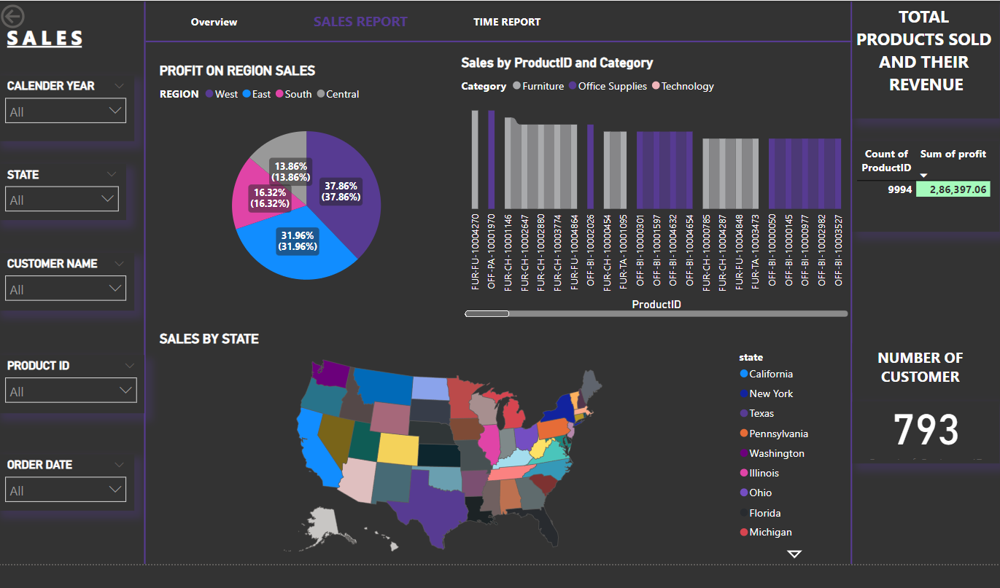 SALES
CALENDER YEAR
All
STATE
All
CUSTOMER NAME
All
PRODUCT ID
All
ORDER DATE
All
Overview
SALES REPORT
TIME REPORT
PROFIT ON REGION SALES
REGION West East South Central
13.86%
(13.86%)
37.86%
(37.86%)
16.32%
(16.32%)
31.96%
(31.96%)
Sales by ProductID and Category
Category Furniture Office Supplies Technology
FUR-FU-10004270
OFF-PA-10001970
FUR-CH-10001146
FUR-CH-10002647
FUR-CH-10002880
FUR-CH-10003774
FUR-FU-10004864
OFF-BI-10002026
FUR-CH-10000454
FUR-TA-10001095
OFF-BI-10000301
OFF-BI-10001597
OFF-BI-10004632
OFF-BI-10004654
FUR-CH-10000785
FUR-CH-10004287
FUR-FU-10004848
FUR-TA-10003473
OFF-BI-10000050
OFF-BI-10000145
OFF-BI-10000977
OFF-BI-10002982
OFF-BI-10003527
ProductID
SALES BY STATE
state
California
New York
Texas
Pennsylvania
Washington
Illinois
Ohio
Florida
Michigan
TOTAL
PRODUCTS SOLD
AND THEIR
REVENUE
Count of
ProductID
Sum of profit
9994
2,86,397.06
NUMBER OF
CUSTOMER
793